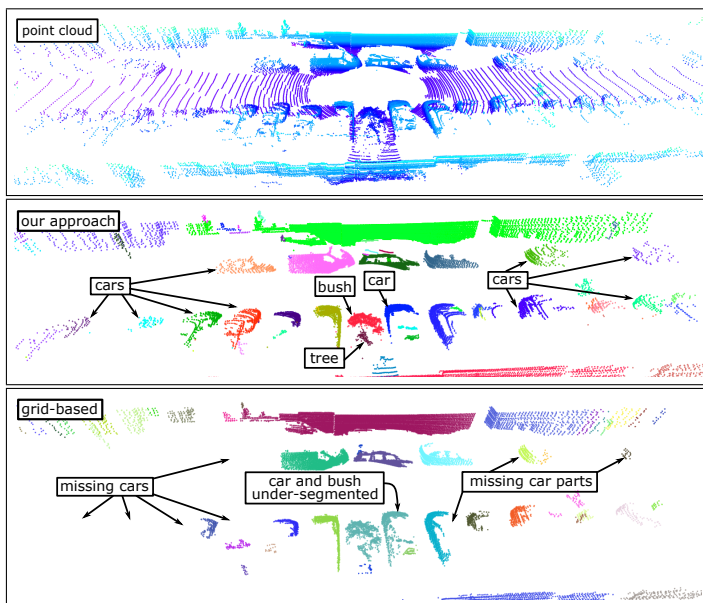 point cloud
our approach
cars
bush
car
cars
tree
grid-based
missing cars
car and bush
under-segmented
missing car parts